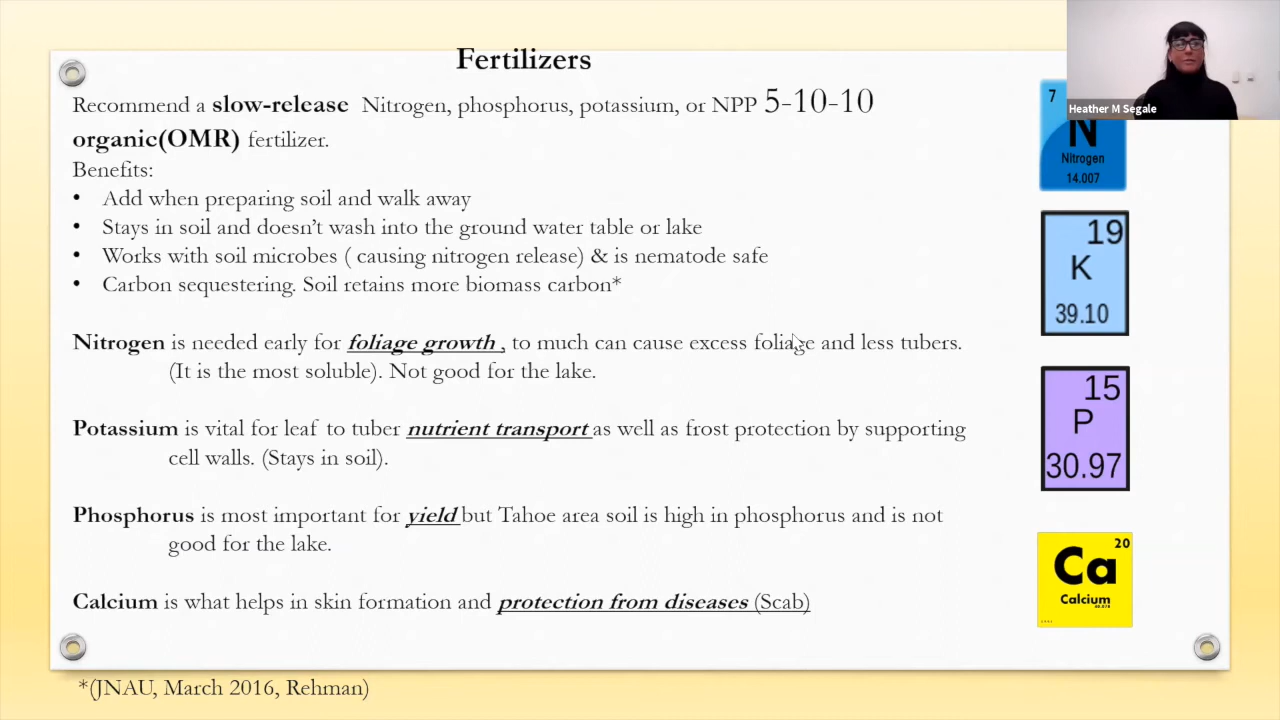 Fertilizers
Recommend a slow-release Nitrogen, phosphorus, potassium, or NPP 5-10-10
organic(OMR) fertilizer.
Benefits:
• Add when preparing soil and walk away
• Stays in soil and doesn't wash into the ground water table or lake
• Works with soil microbes ( causing nitrogen release) & is nematode safe
• Carbon sequestering. Soil retains more biomass carbon*
Nitrogen is needed early for foliage growth , to much can cause excess foliage and less tubers.
(It is the most soluble). Not good for the lake.
Potassium is vital for leaf to tuber nutrient transport as well as frost protection by supporting
cell walls. (Stays in soil).
Phosphorus is most important for yield but Tahoe area soil is high in phosphorus and is not
good for the lake.
Calcium is what helps in skin formation and protection from diseases (Scab)
*(JNAU, March 2016, Rehman)
Heather M Segale
7
N
Nitrogen
14.007
19
K
39.10
15
P
30.97
20
Ca
Calcium